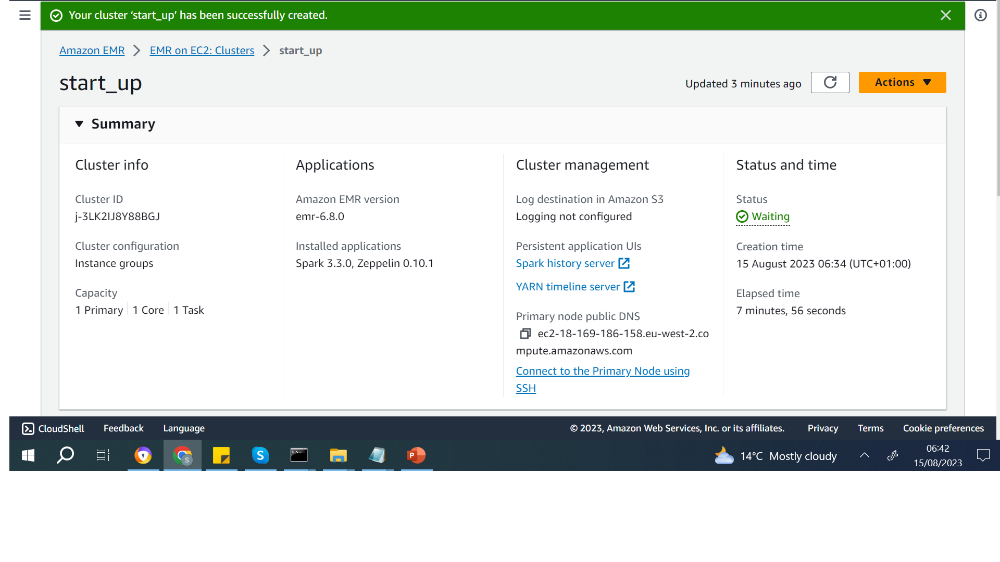 Your cluster ‘start_up’ has been successfully created.
Amazon EMR
EMR on EC2: Clusters
start_up
start_up
Updated 3 minutes ago
Actions
Summary
Cluster info
Cluster ID
j-3LK2IJ8Y88BGJ
Cluster configuration
Instance groups
Capacity
1 Primary
1 Core
1 Task
Applications
Amazon EMR version
emr-6.8.0
Installed applications
Spark 3.3.0, Zeppelin 0.10.1
Cluster management
Log destination in Amazon S3
Logging not configured
Persistent application UIs
Spark history server
YARN timeline server
Primary node public DNS
ec2-18-169-186-158.eu-west-2.co
mpute.amazonaws.com
Connect to the Primary Node using
SSH
Status and time
Status
Waiting
Creation time
15 August 2023 06:34 (UTC+01:00)
Elapsed time
7 minutes, 56 seconds
CloudShell
Feedback
Language
© 2023, Amazon Web Services, Inc. or its affiliates.
Privacy
Terms
Cookie preferences
14°C Mostly cloudy
06:42
15/08/2023